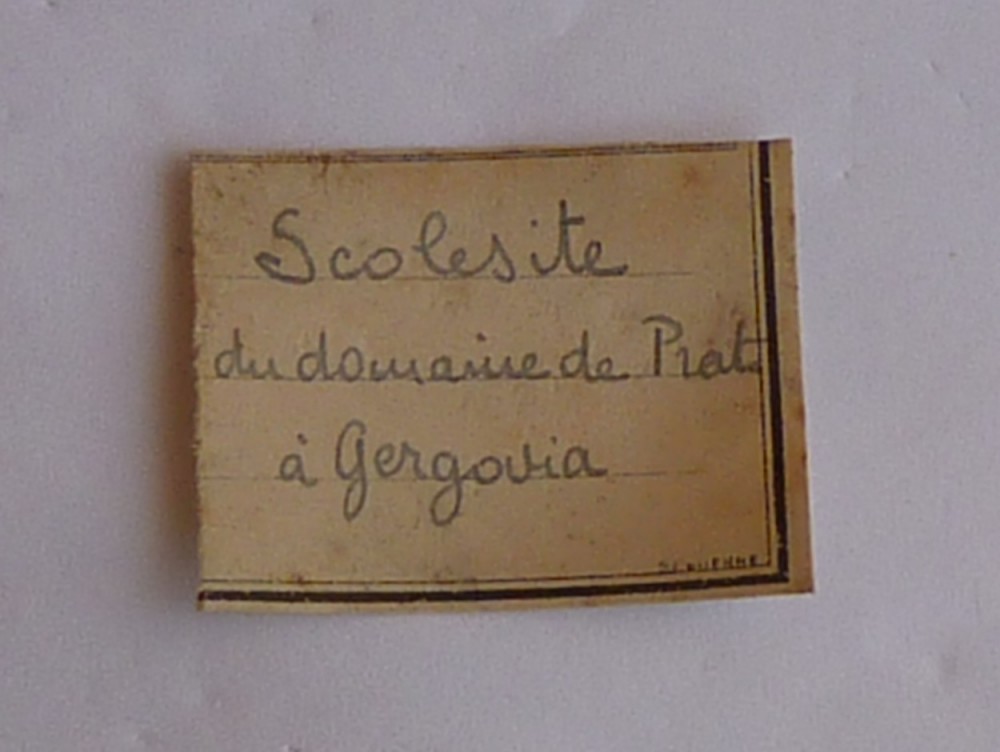 Scolesite
du domaine de Prat
à Gergovia